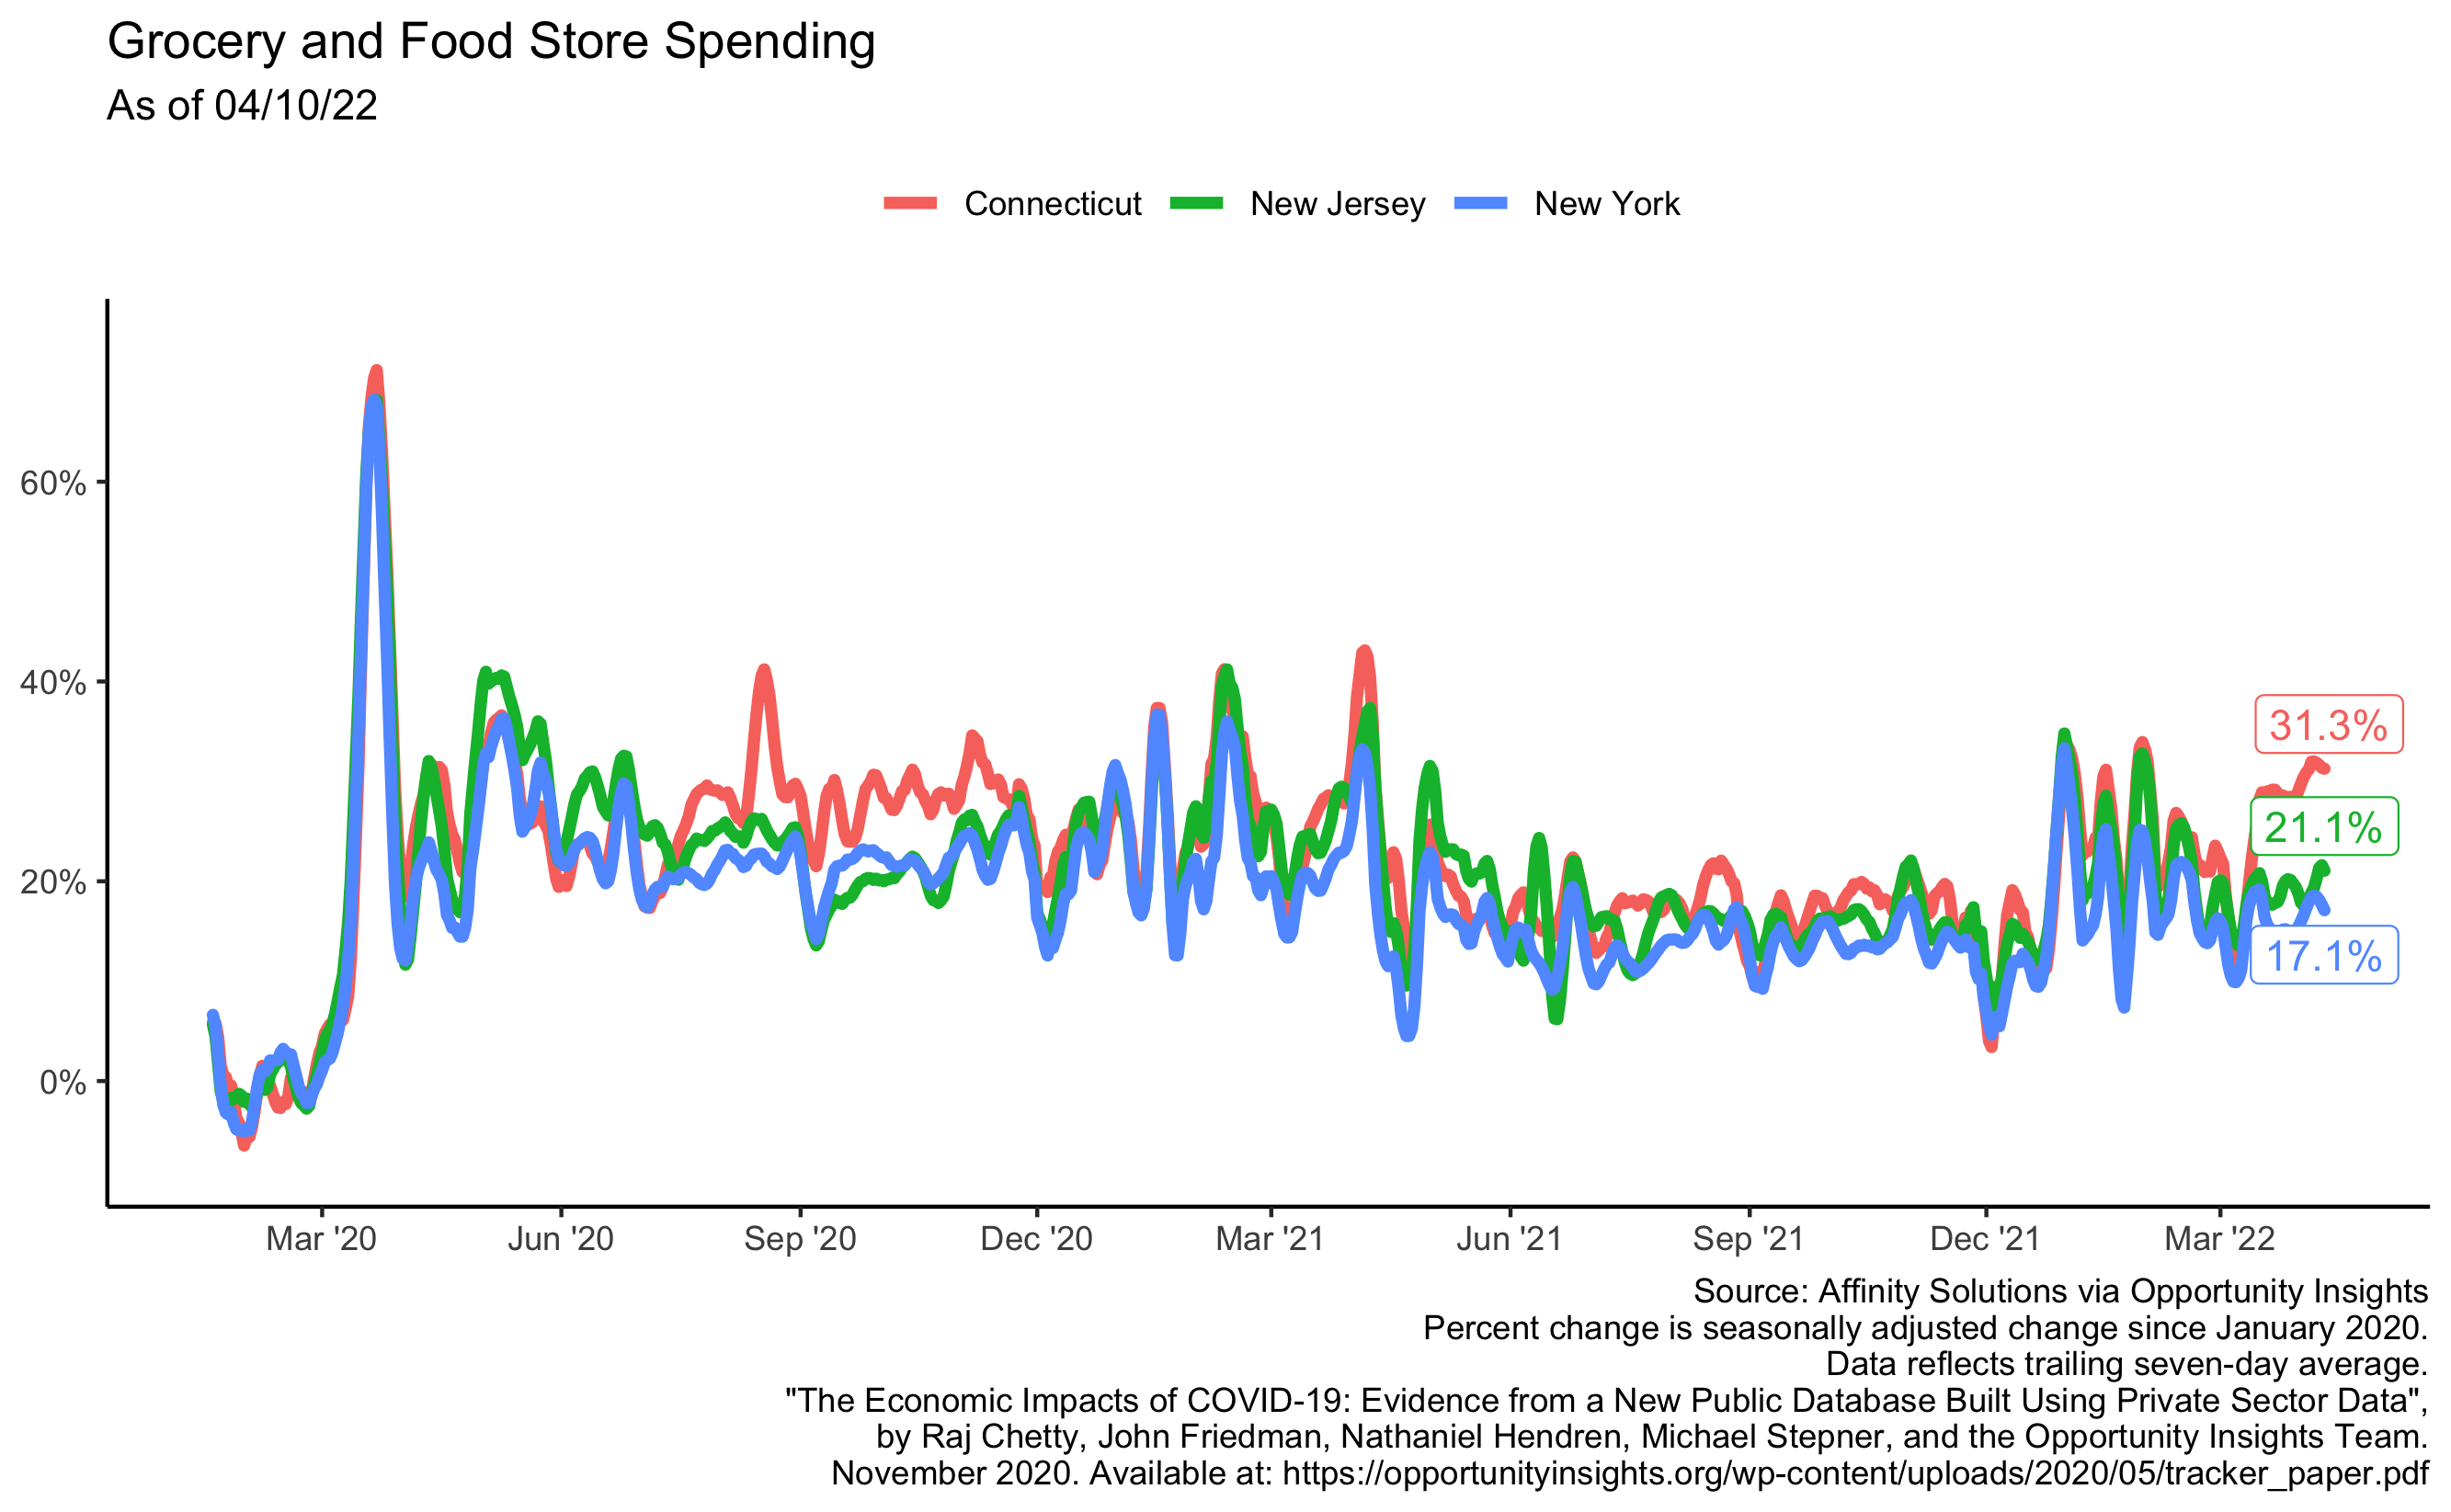 Grocery and Food Store Spending
As of 04/10/22
Connecticut New Jersey New York
60%
40%
20%
0%
31.3%
21.1%
17.1%
Mar '20 Jun '20 Sep '20 Dec '20 Mar '21 Jun '21 Sep '21 Dec '21 Mar '22
Source: Affinity Solutions via Opportunity Insights
Percent change is seasonally adjusted change since January 2020.
Data reflects trailing seven-day average.
"The Economic Impacts of COVID-19: Evidence from a New Public Database Built Using Private Sector Data",
by Raj Chetty, John Friedman, Nathaniel Hendren, Michael Stepner, and the Opportunity Insights Team.
November 2020. Available at: https://opportunityinsights.org/wp-content/uploads/2020/05/tracker_paper.pdf